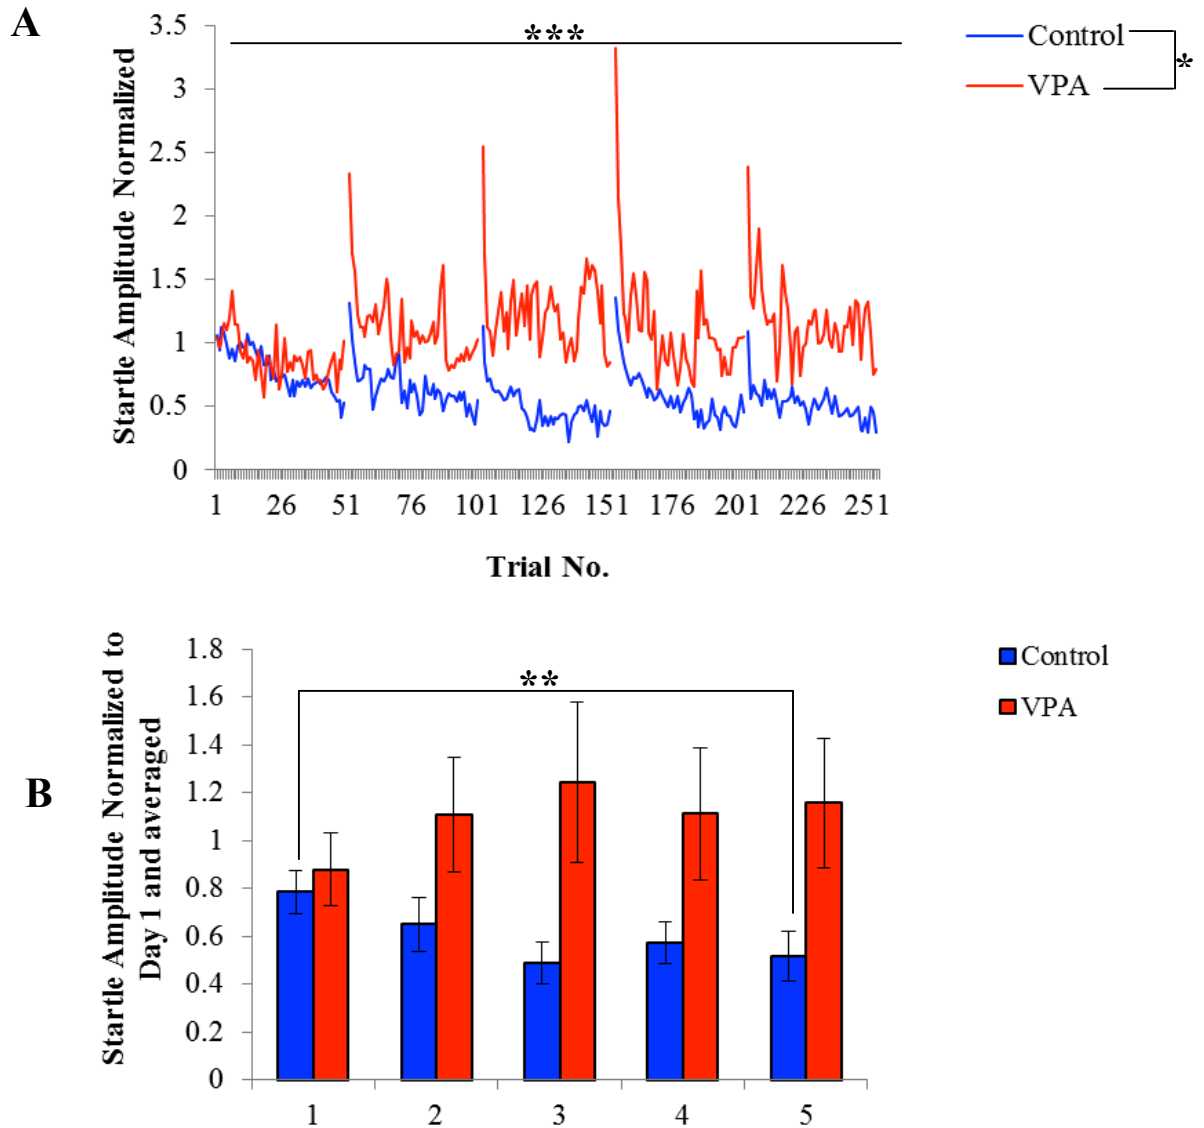 A
***
Control
*
VPA
Startle Amplitude Normalized
3.5
3
2.5
2
1.5
1
0.5
0
1 26 51 76 101 126 151 176 201 226 251
Trial No.
B
**
Control
VPA
Startle Amplitude Normalized to
Day 1 and averaged
1.8
1.6
1.4
1.2
1
0.8
0.6
0.4
0.2
0
1 2 3 4 5